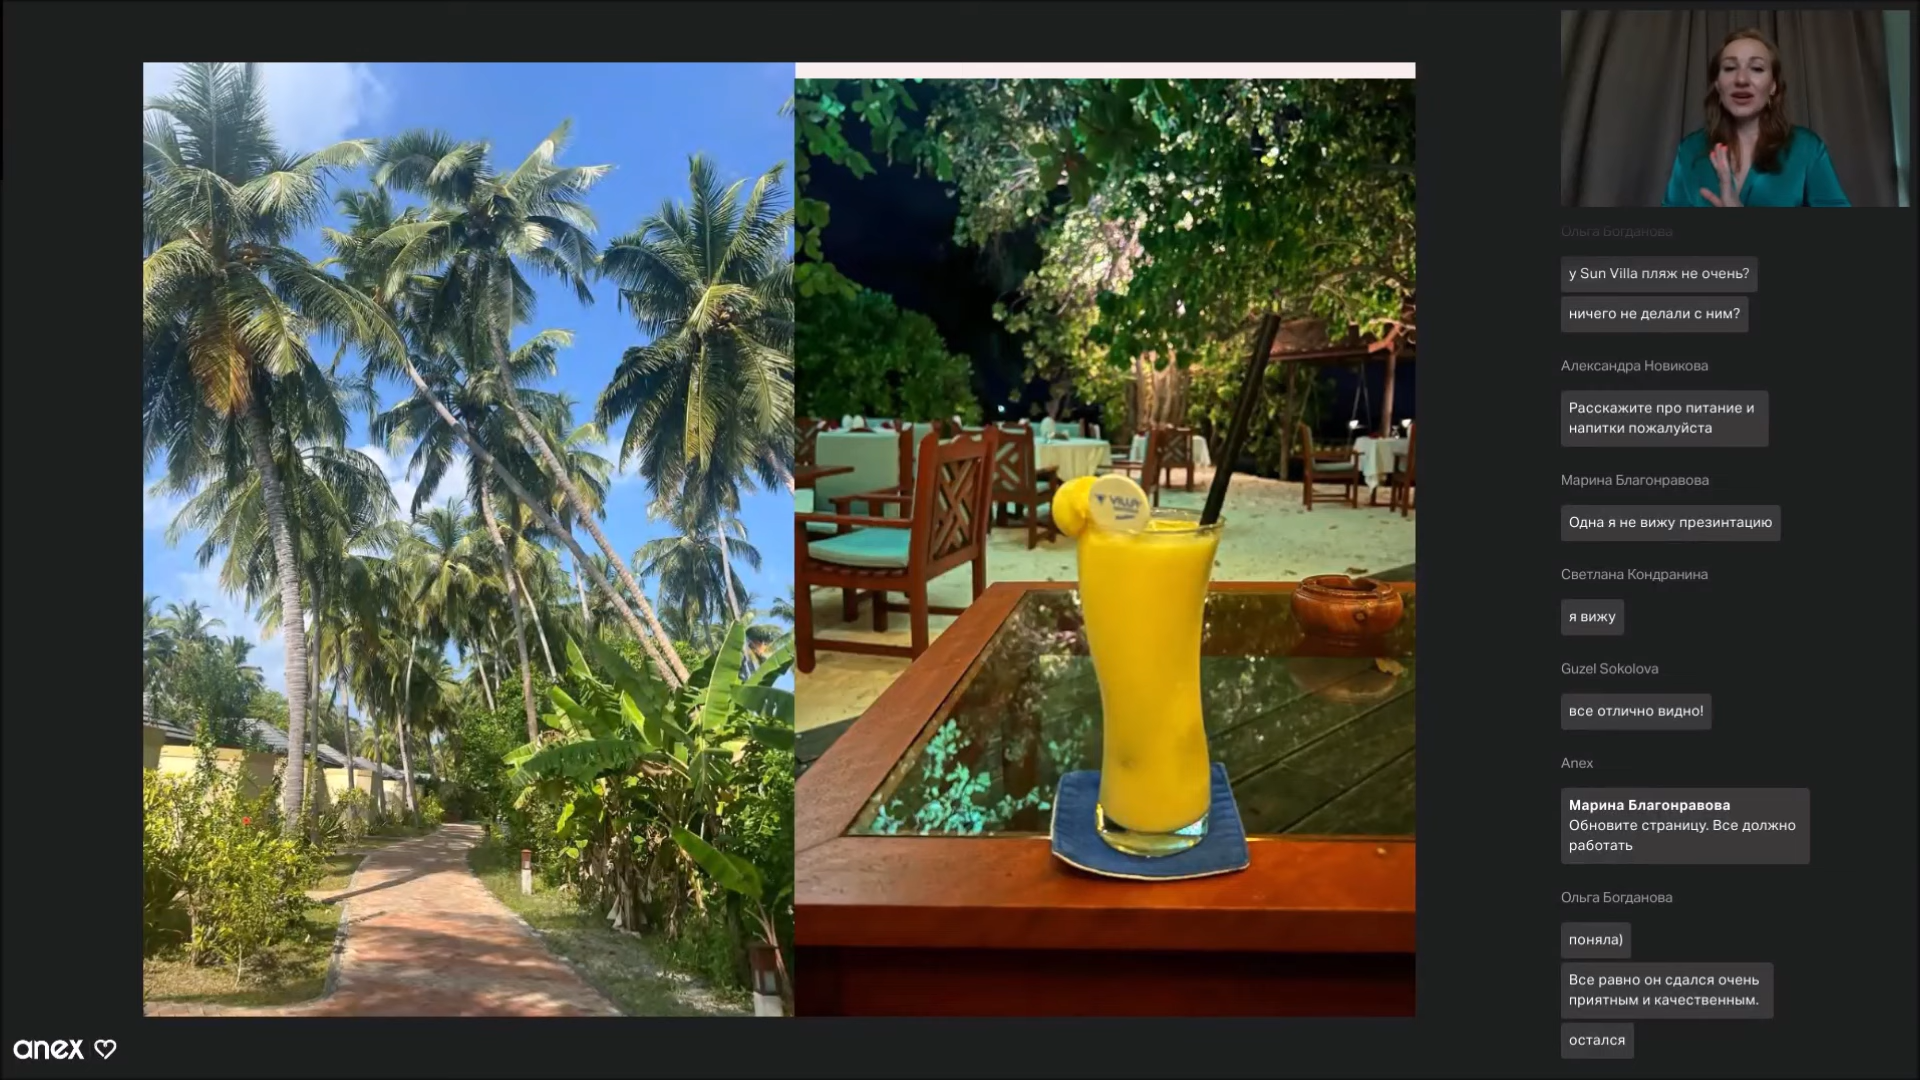 VILLA
anex
Ольга Богданова
у Sun Villa пляж не очень?
ничего не делали с ним?
Александра Новикова
Расскажите про питание и
напитки пожалуйста
Марина Благонравова
Одна я не вижу презинтацию
Светлана Кондранина
я вижу
Guzel Sokolova
все отлично видно!
Anex
Марина Благонравова
Обновите страницу. Все должно
работать
Ольга Богданова
поняла)
Все равно он сдался очень
приятным и качественным.
остался